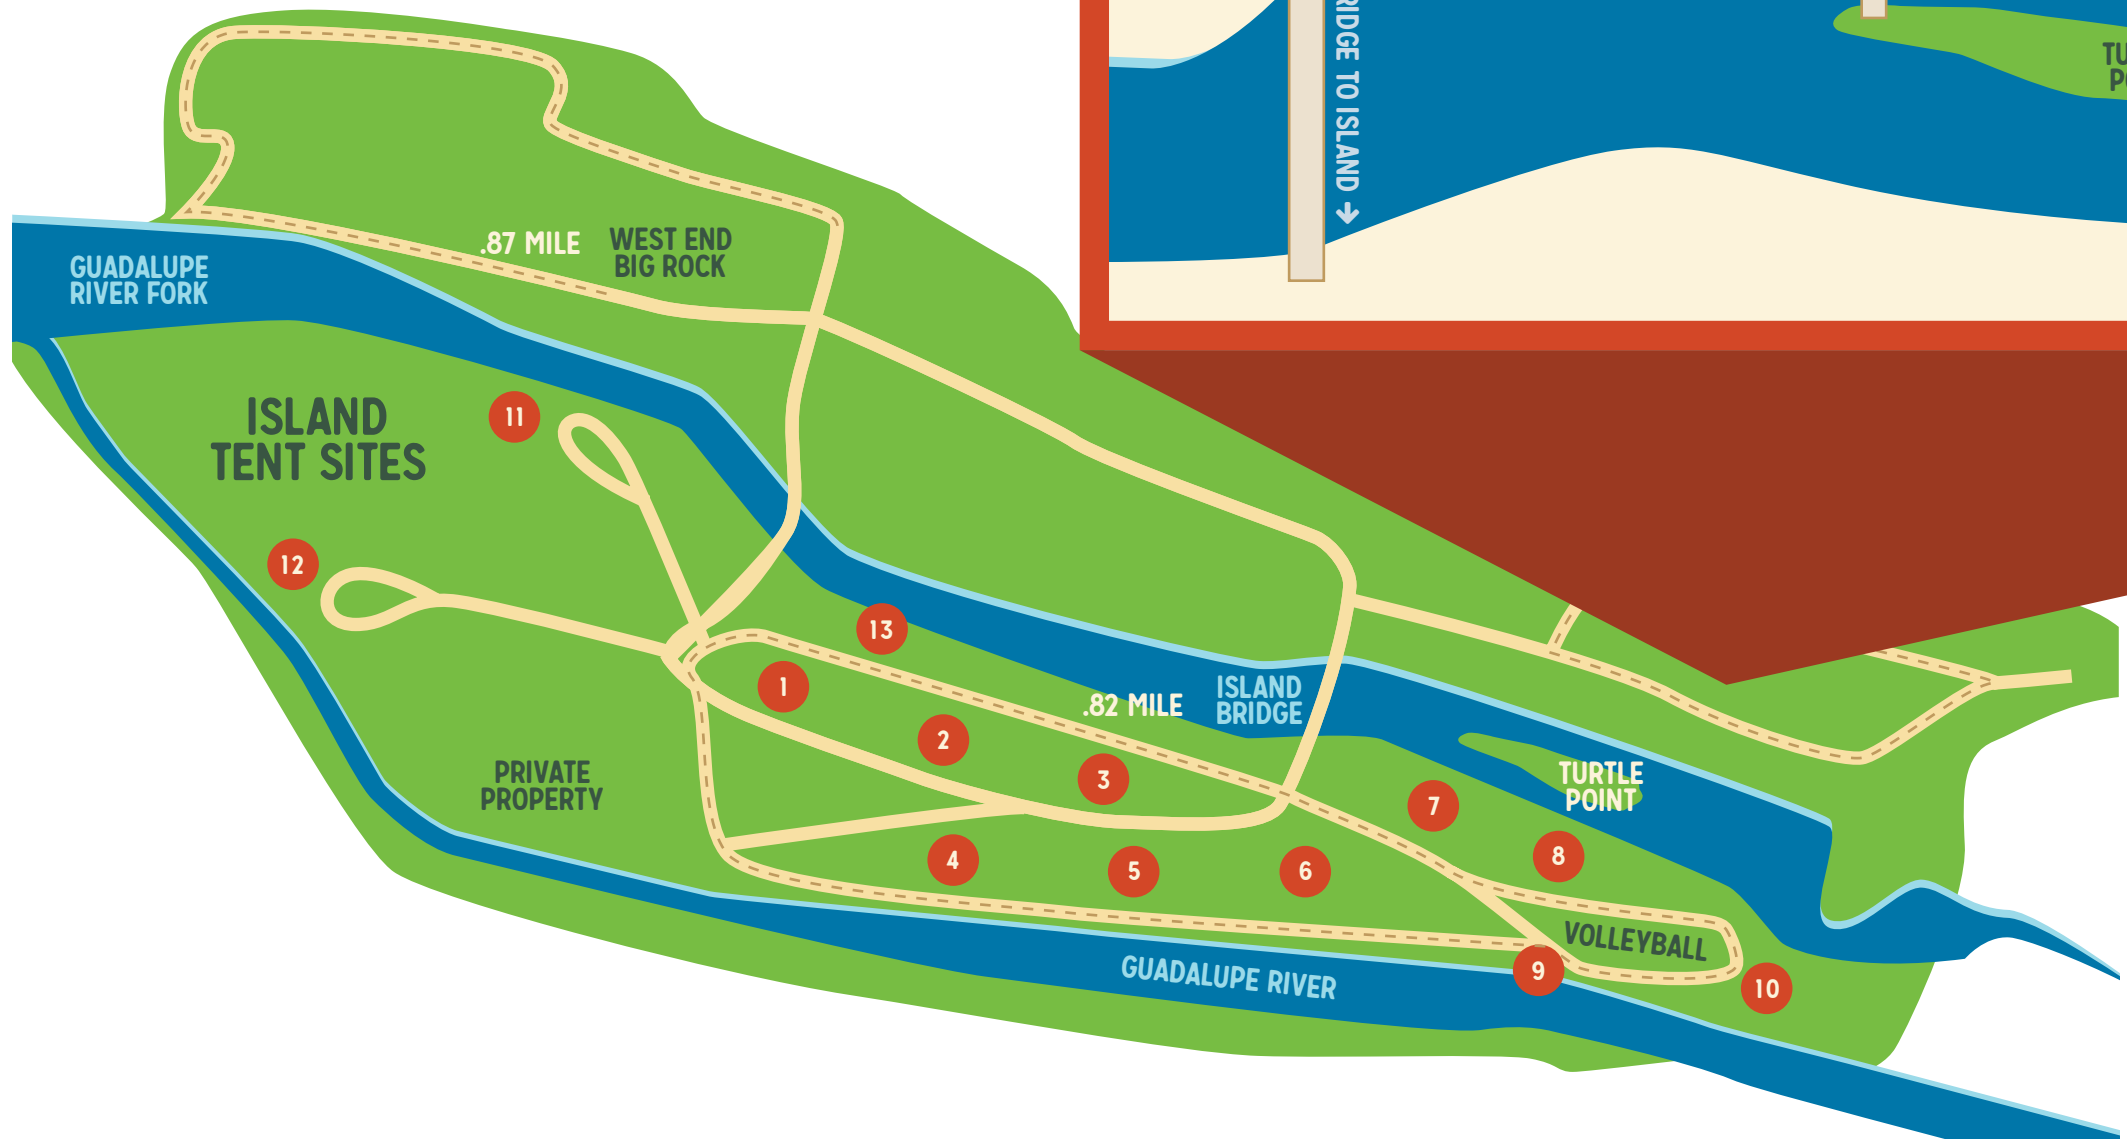 RIDGE TO ISLAND
.87 MILE
WEST END
BIG ROCK
GUADALUPE
RIVER FORK
ISLAND
TENT SITES
11
12
13
1
.82 MILE
ISLAND
BRIDGE
2
3
7
TURTLE
POINT
PRIVATE
PROPERTY
4
5
6
8
VOLLEYBALL
9
10
GUADALUPE RIVER